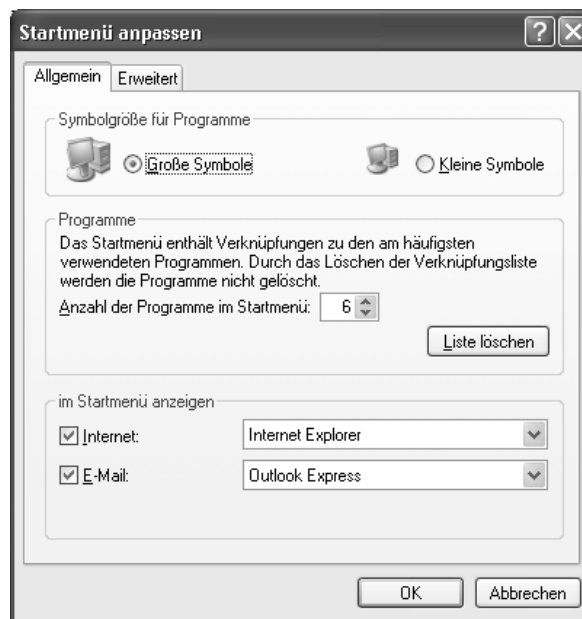 Startmenü anpassen
Allgemein Erweitert
Symbolgröße für Programme
Große Symbole Kleine Symbole
Programme
Das Startmenü enthält Verknüpfungen zu den am häufigsten
verwendeten Programmen. Durch das Löschen der Verknüpfungsliste
werden die Programme nicht gelöscht.
Anzahl der Programme im Startmenü: 6
Liste löschen
im Startmenü anzeigen
Internet: Internet Explorer
E-Mail: Outlook Express
OK Abbrechen